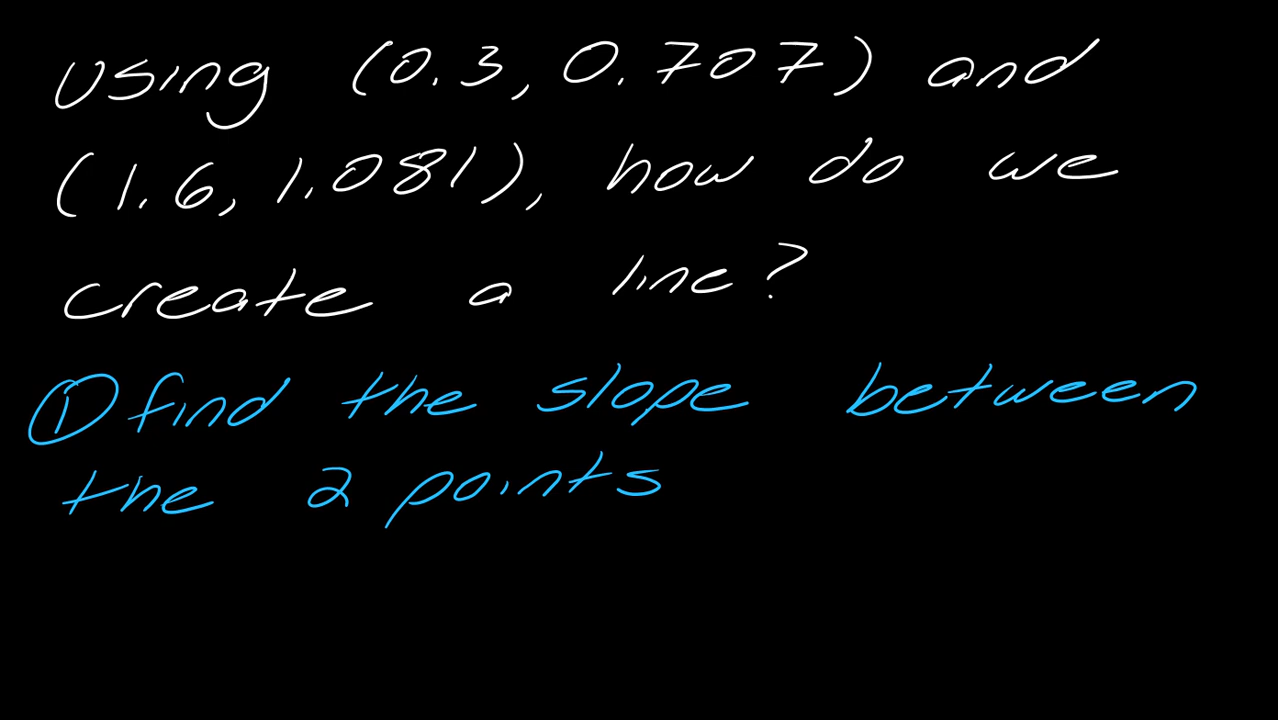 Using (0.3, 0.707) and
(1.6, 1.081), how do we
create a line?
① find the slope between
the 2 points